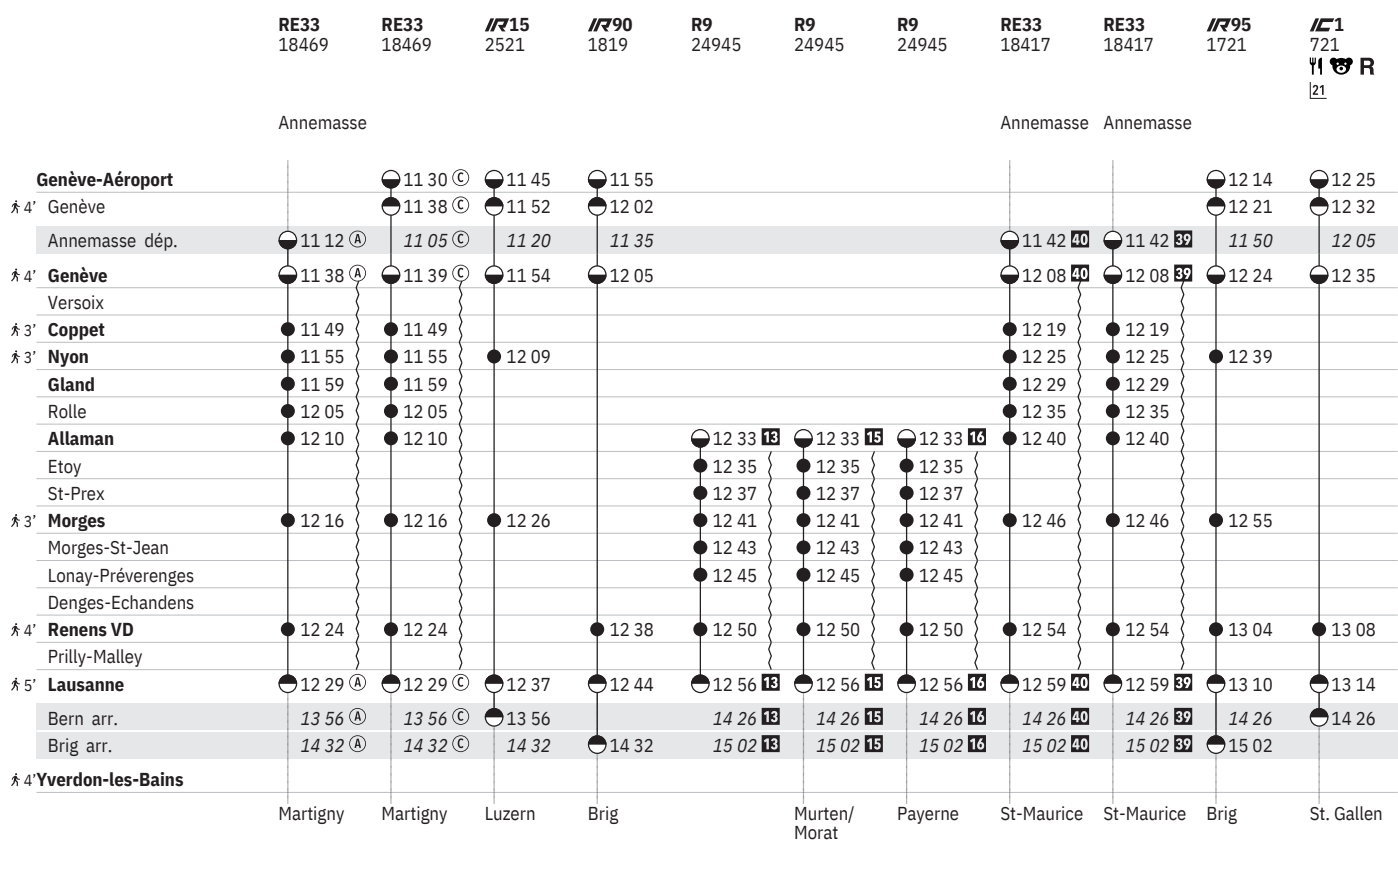 RE33 RE33 IR15 IR90 R9 R9 R9 RE33 RE33 IR95 IC1
18469 18469 2521 1819 24945 24945 24945 18417 18417 1721 721
R
21
Annemasse Annemasse Annemasse
Genève-Aéroport 11 30 C 11 45 11 55 12 14 12 25
4’ Genève 11 38 C 11 52 12 02 12 21 12 32
Annemasse dép. 11 12 A 11 05 C 11 20 11 35 11 42 40 11 42 39 11 50 12 05
4’ Genève 11 38 A 11 39 C 11 54 12 05 12 08 40 12 08 39 12 24 12 35
Versoix
3’ Coppet 11 49 11 49 12 19 12 19
3’ Nyon 11 55 11 55 12 09 12 25 12 25 12 39
Gland 11 59 11 59 12 29 12 29
Rolle 12 05 12 05 12 35 12 35
Allaman 12 10 12 10 12 33 13 12 33 15 12 33 16 12 40 12 40
Etoy 12 35 12 35 12 35
St-Prex 12 37 12 37 12 37
3’ Morges 12 16 12 16 12 26 12 41 12 41 12 41 12 46 12 46 12 55
Morges-St-Jean 12 43 12 43 12 43
Lonay-Préverenges 12 45 12 45 12 45
Denges-Echandens
4’ Renens VD 12 24 12 24 12 38 12 50 12 50 12 50 12 54 12 54 13 04 13 08
Prilly-Malley
5’ Lausanne 12 29 A 12 29 C 12 37 12 44 12 56 13 12 56 15 12 56 16 12 59 40 12 59 39 13 10 13 14
Bern arr. 13 56 A 13 56 C 13 56 14 26 13 14 26 15 14 26 16 14 26 40 14 26 39 14 26 14 26
Brig arr. 14 32 A 14 32 C 14 32 14 32 15 02 13 15 02 15 15 02 16 15 02 40 15 02 39 15 02
4’ Yverdon-les-Bains
Martigny Martigny Luzern Brig Murten/ Payerne St-Maurice St-Maurice Brig St. Gallen
Morat